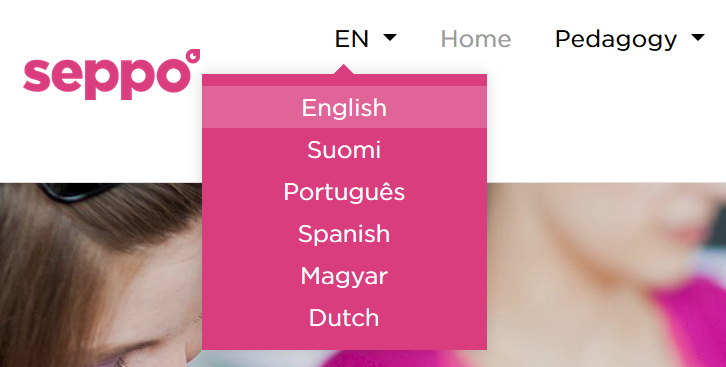 EN Home Pedagogy
seppo
English
Suomi
Português
Spanish
Magyar
Dutch